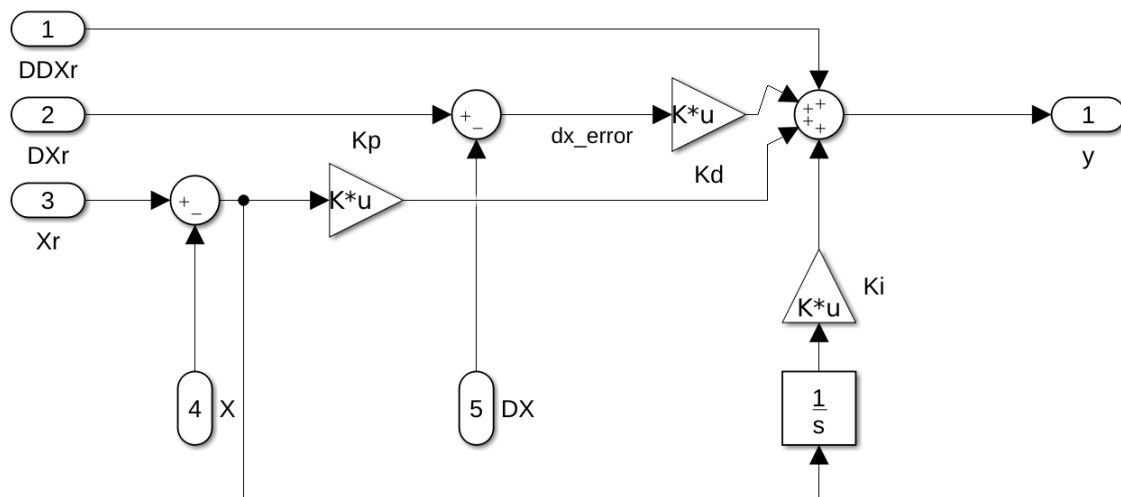 1
DDXr
2
DXr
3
Xr
+
−
Kp
K*u
+
−
dx_error
K*u
Kd
+
+
+
+
1
y
4
X
5
DX
Ki
K*u
1
s